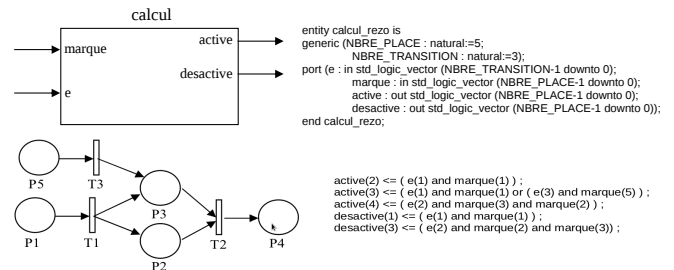 calcul
marque
e
active
desactive
entity calcul_rezo is
generic (NBRE_PLACE : natural:=5;
NBRE_TRANSITION : natural:=3);
port (e : in std_logic_vector (NBRE_TRANSITION-1 downto 0);
marque : in std_logic_vector (NBRE_PLACE-1 downto 0);
active : out std_logic_vector (NBRE_PLACE-1 downto 0);
desactive : out std_logic_vector (NBRE_PLACE-1 downto 0));
end calcul_rezo;
P5
T3
P3
P1
T1
P2
T2
P4
active(2) <= ( e(1) and marque(1) ) ;
active(3) <= ( e(1) and marque(1) or ( e(3) and marque(5) ) ;
active(4) <= ( e(2) and marque(3) and marque(2) ) ;
desactive(1) <= ( e(1) and marque(1) ) ;
desactive(3) <= ( e(2) and marque(2) and marque(3)) ;